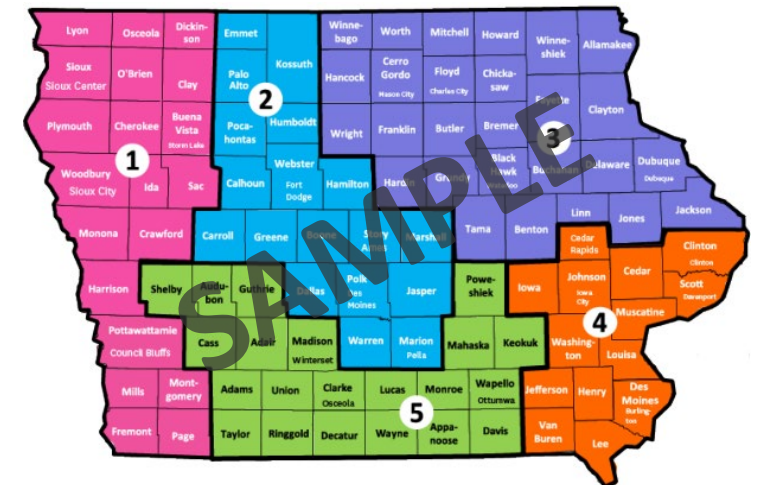 Lyon
Osceola
Dickin-
son
Emmet
Kossuth
Winne-
bago
Worth
Mitchell
Howard
Winne-
shiek
Allamakee
Sioux
Sioux Center
O'Brien
Clay
Palo
Alto
Hancock
Cerro
Gordo
Mason City
Floyd
Charles City
Chicka-
saw
2
Plymouth
Cherokee
Buena
Vista
Storm Lake
Poca-
hontas
Humboldt
Wright
Franklin
Butler
Bremer
Fayette
Clayton
3
1
Woodbury
Sioux City
Ida
Sac
Calhoun
Webster
Fort
Dodge
Hamilton
Hardin
Grundy
Black
Hawk
Waterloo
Buchanan
Delaware
Dubuque
Dubuque
Monona
Crawford
Carroll
Greene
Boone
Story
Ames
Marshall
Tama
Benton
Linn
Cedar
Rapids
Jones
Jackson
Harrison
Shelby
Audu-
bon
Guthrie
Dallas
Polk
Des
Moines
Jasper
Powe-
shiek
Iowa
Johnson
Iowa
City
Cedar
Clinton
Clinton
Scott
Davenport
Muscatine
4
Pottawattamie
Council Bluffs
Cass
Adair
Madison
Winterset
Warren
Marion
Pella
Mahaska
Keokuk
Washing-
ton
Louisa
Mills
Mont-
gomery
Adams
Union
Clarke
Osceola
Lucas
Monroe
Wapello
Ottumwa
Jefferson
Henry
Des
Moines
Burling-
ton
5
Fremont
Page
Taylor
Ringgold
Decatur
Wayne
Appa-
noose
Davis
Van
Buren
Lee
SAMPLE